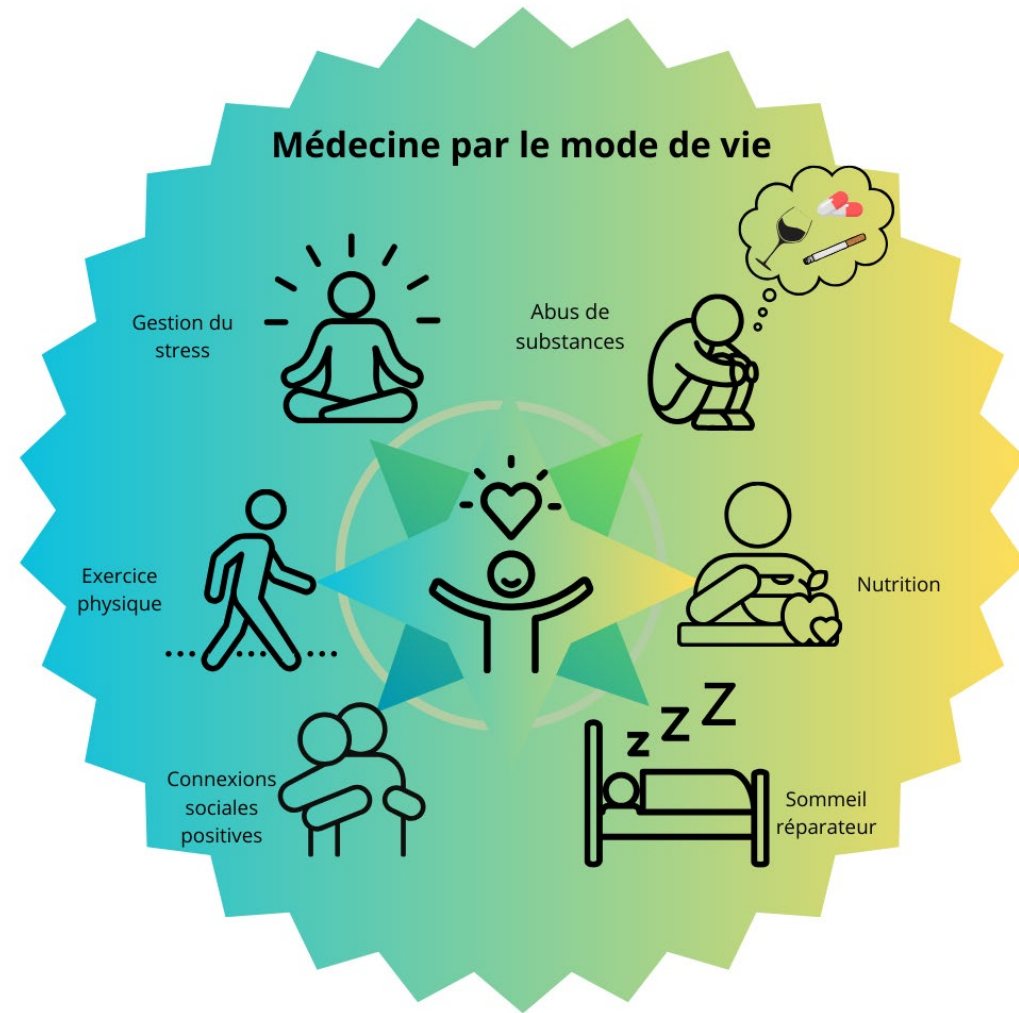 Médecine par le mode de vie
Gestion du
stress
Abus de
substances
Exercice
physique
Nutrition
z Z Z
Connexions
sociales
positives
Sommeil
réparateur